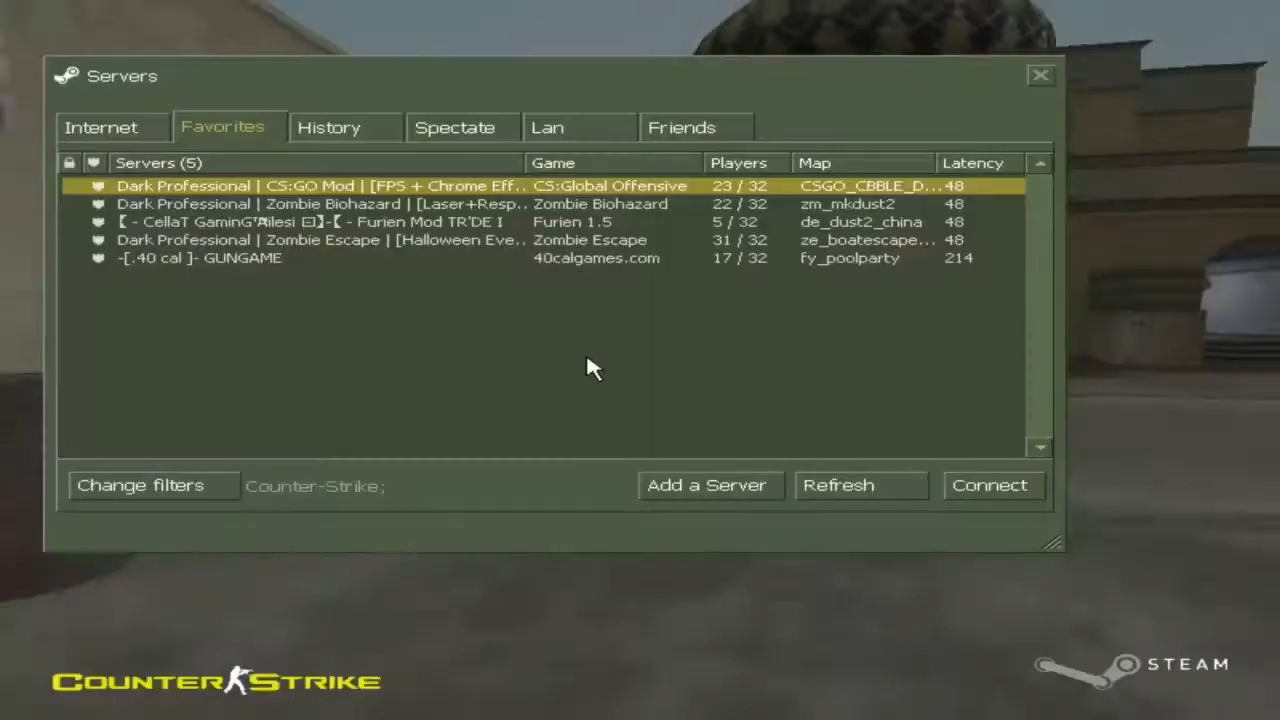 Servers
Internet Favorites History Spectate Lan Friends
Servers (5) Game Players Map Latency
Dark Professional | CS:GO Mod | [FPS + Chrome Eff... CS:Global Offensive 23 / 32 CSGO_CBBLE_D... 48
Dark Professional | Zombie Biohazard | [Laser+Resp... Zombie Biohazard 22 / 32 zm_mkdust2 48
【 - CellaT GaminG ilesi 】-【 - Furien Mod TR'DE I Furien 1.5 5 / 32 de_dust2_china 48
Dark Professional | Zombie Escape | [Halloween Eve... Zombie Escape 31 / 32 ze_boatescape... 48
-[.40 cal ]- GUNGAME 40calgames.com 17 / 32 fy_poolparty 214
Change filters Counter-Strike; Add a Server Refresh Connect
COUNTER STRIKE
STEAM